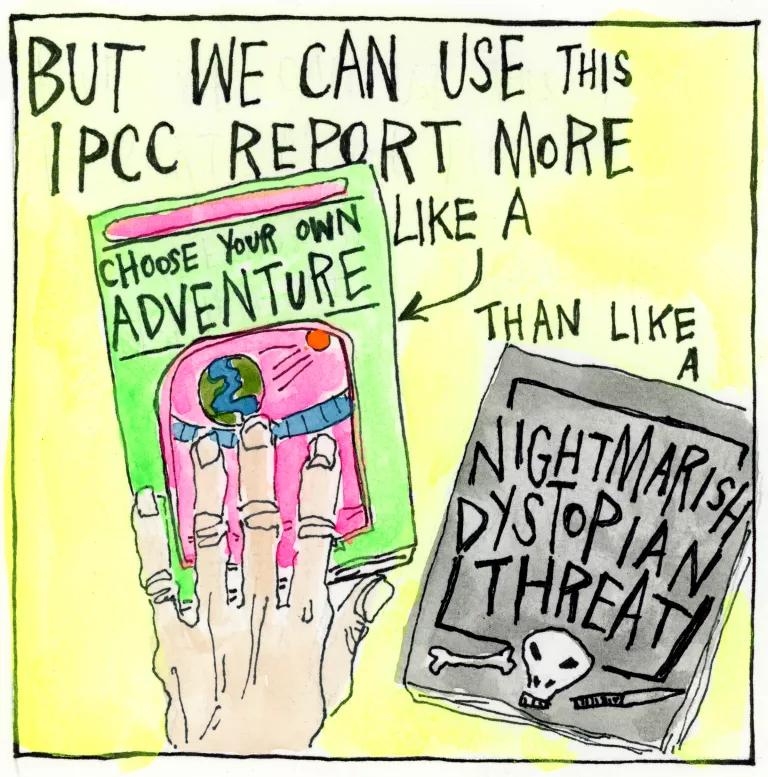 BUT WE CAN USE THIS
IPCC REPORT MORE
LIKE A
CHOOSE YOUR OWN
ADVENTURE
THAN LIKE
A
NIGHTMARISH
DYSTOPIAN
THREAT